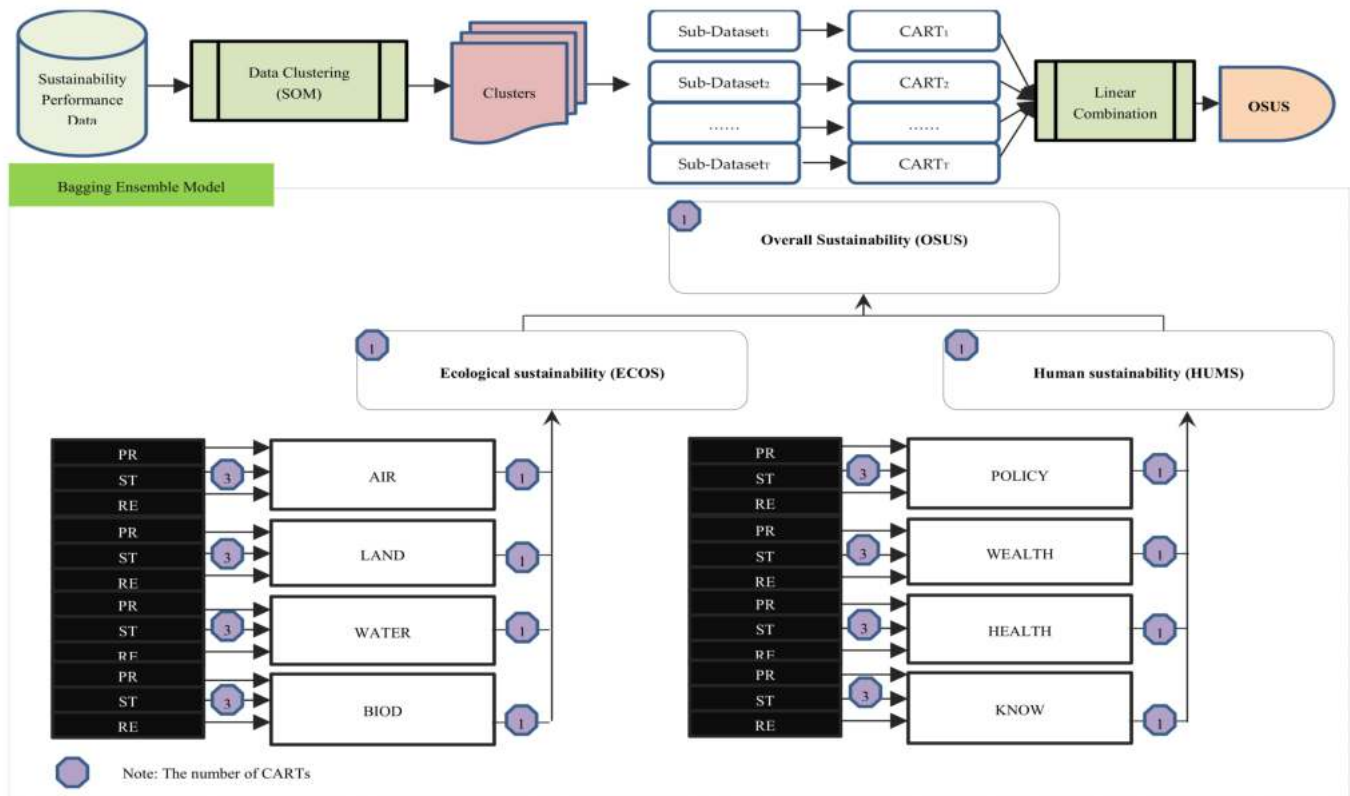 Sustainability
Performance
Data
Data Clustering
(SOM)
Clusters
Sub-Dataset1
CART1
Sub-Dataset2
CART2
......
......
Sub-DatasetT
CARTT
Linear
Combination
OSUS
Bagging Ensemble Model
1
Overall Sustainability (OSUS)
1
Ecological sustainability (ECOS)
1
Human sustainability (HUMS)
PR
ST
RE
3
AIR
1
PR
ST
RE
3
LAND
1
PR
ST
RE
3
WATER
1
PR
ST
RE
3
BIOD
1
PR
ST
RE
3
POLICY
1
PR
ST
RE
3
WEALTH
1
PR
ST
RE
3
HEALTH
1
PR
ST
RE
3
KNOW
1
Note: The number of CARTs